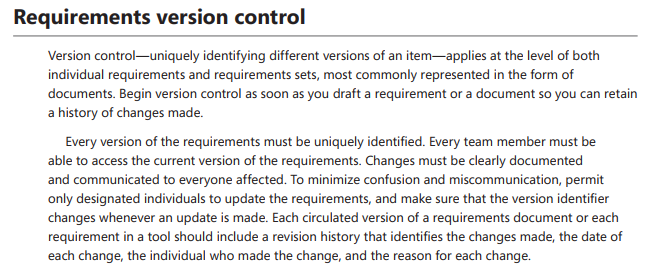 Requirements version control
Version control—uniquely identifying different versions of an item—applies at the level of both
individual requirements and requirements sets, most commonly represented in the form of
documents. Begin version control as soon as you draft a requirement or a document so you can retain
a history of changes made.
Every version of the requirements must be uniquely identified. Every team member must be
able to access the current version of the requirements. Changes must be clearly documented
and communicated to everyone affected. To minimize confusion and miscommunication, permit
only designated individuals to update the requirements, and make sure that the version identifier
changes whenever an update is made. Each circulated version of a requirements document or each
requirement in a tool should include a revision history that identifies the changes made, the date of
each change, the individual who made the change, and the reason for each change.